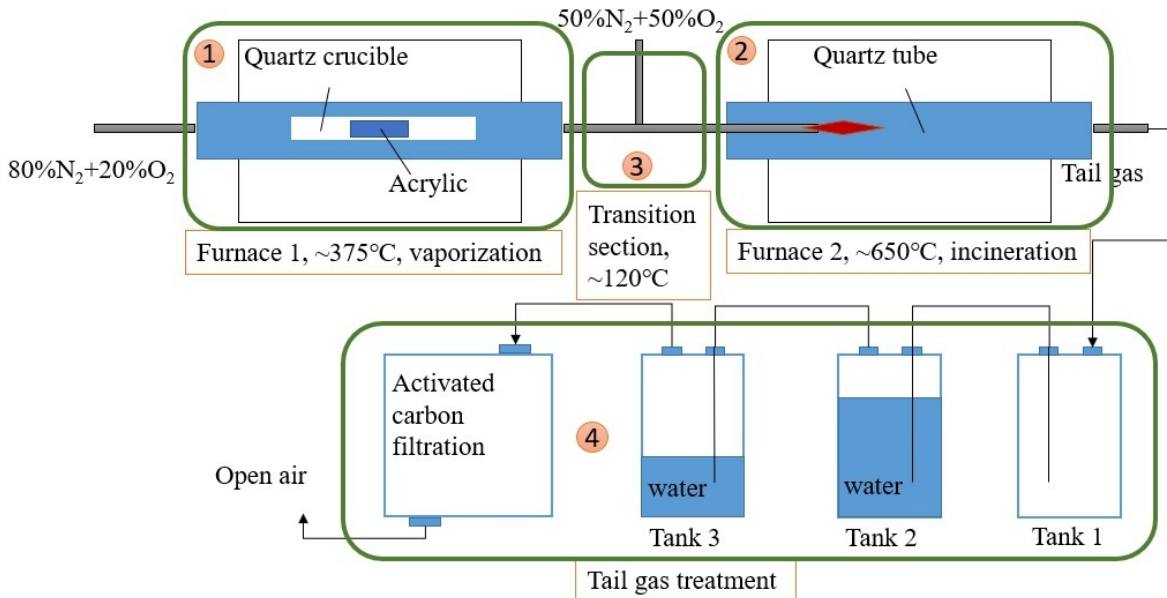 50%N₂+50%O₂
1
Quartz crucible
2
Quartz tube
80%N₂+20%O₂
Acrylic
3
Tail gas
Furnace 1, ~375℃, vaporization
Transition
section,
~120℃
Furnace 2, ~650℃, incineration
Activated
carbon
filtration
4
Open air
water
water
Tank 3
Tank 2
Tank 1
Tail gas treatment